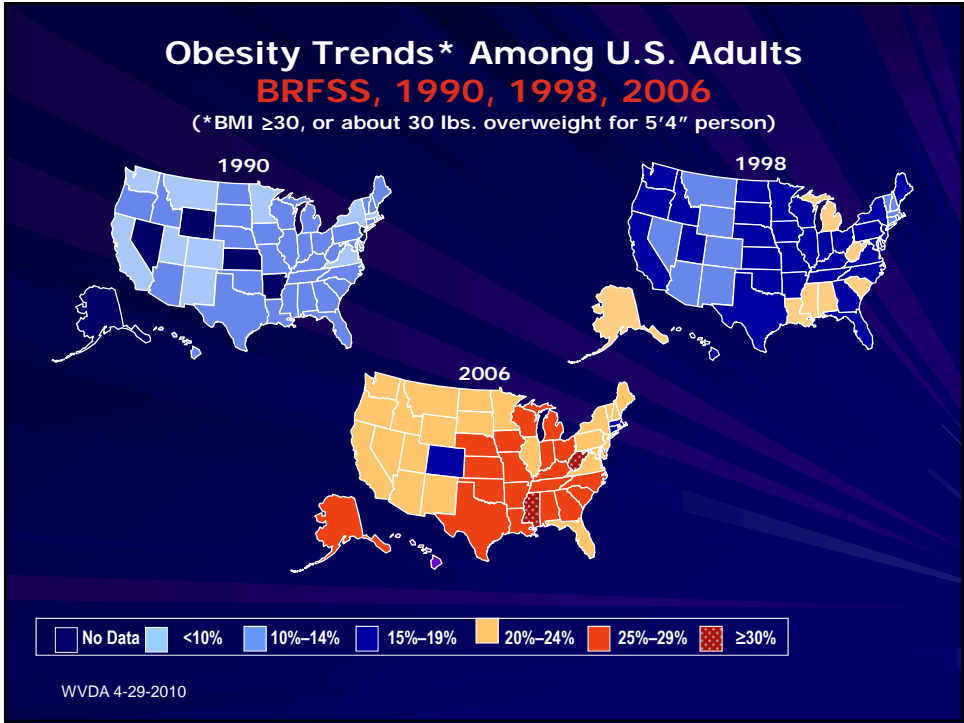 Obesity Trends* Among U.S. Adults
BRFSS, 1990, 1998, 2006
(*BMI ≥30, or about 30 lbs. overweight for 5’4” person)
1990
1998
2006
No Data <10% 10%–14% 15%–19% 20%–24% 25%–29% ≥30%
WVDA 4-29-2010